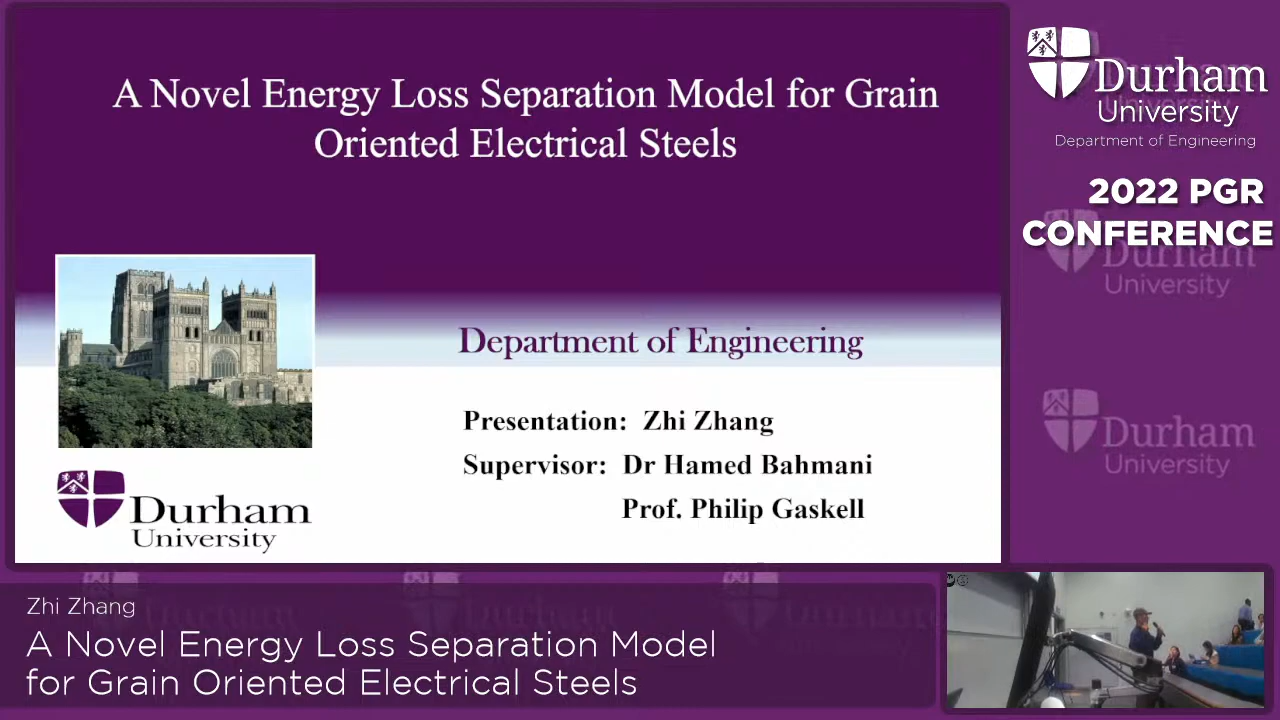 A Novel Energy Loss Separation Model for Grain
Oriented Electrical Steels
Department of Engineering
Presentation: Zhi Zhang
Supervisor: Dr Hamed Bahmani
Prof. Philip Gaskell
Durham
University
Durham
University
Department of Engineering
2022 PGR
CONFERENCE
Durham
University
Durham
University
Zhi Zhang
A Novel Energy Loss Separation Model
for Grain Oriented Electrical Steels